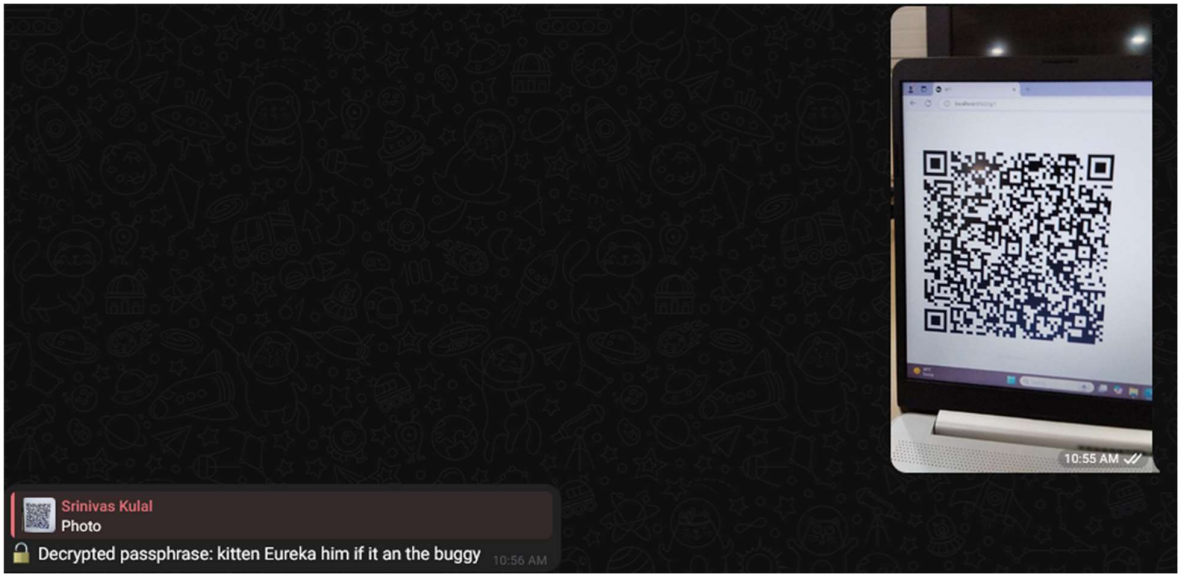 10:55 AM
Srinivas Kulal
Photo
Decrypted passphrase: kitten Eureka him if it an the buggy
10:56 AM